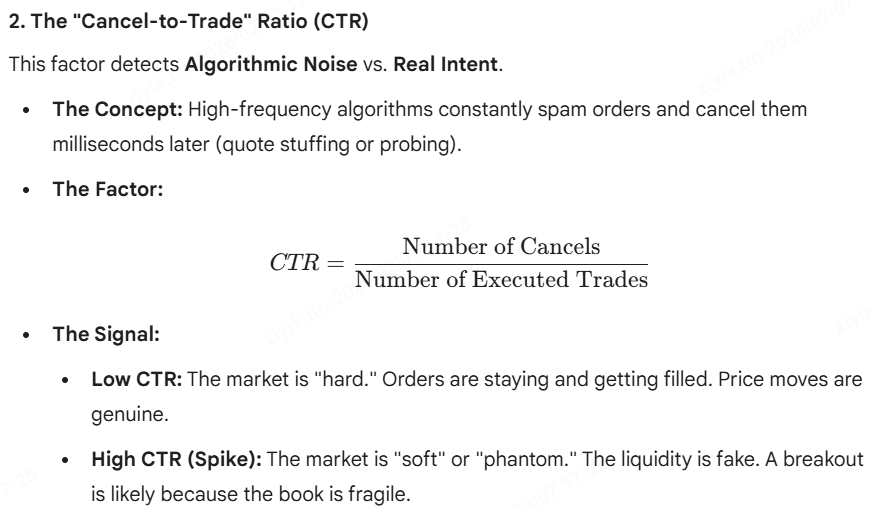 2. The "Cancel-to-Trade" Ratio (CTR)
This factor detects Algorithmic Noise vs. Real Intent.
• The Concept: High-frequency algorithms constantly spam orders and cancel them
milliseconds later (quote stuffing or probing).
• The Factor:
CTR = Number of Cancels / Number of Executed Trades
• The Signal:
• Low CTR: The market is "hard." Orders are staying and getting filled. Price moves are
genuine.
• High CTR (Spike): The market is "soft" or "phantom." The liquidity is fake. A breakout
is likely because the book is fragile.